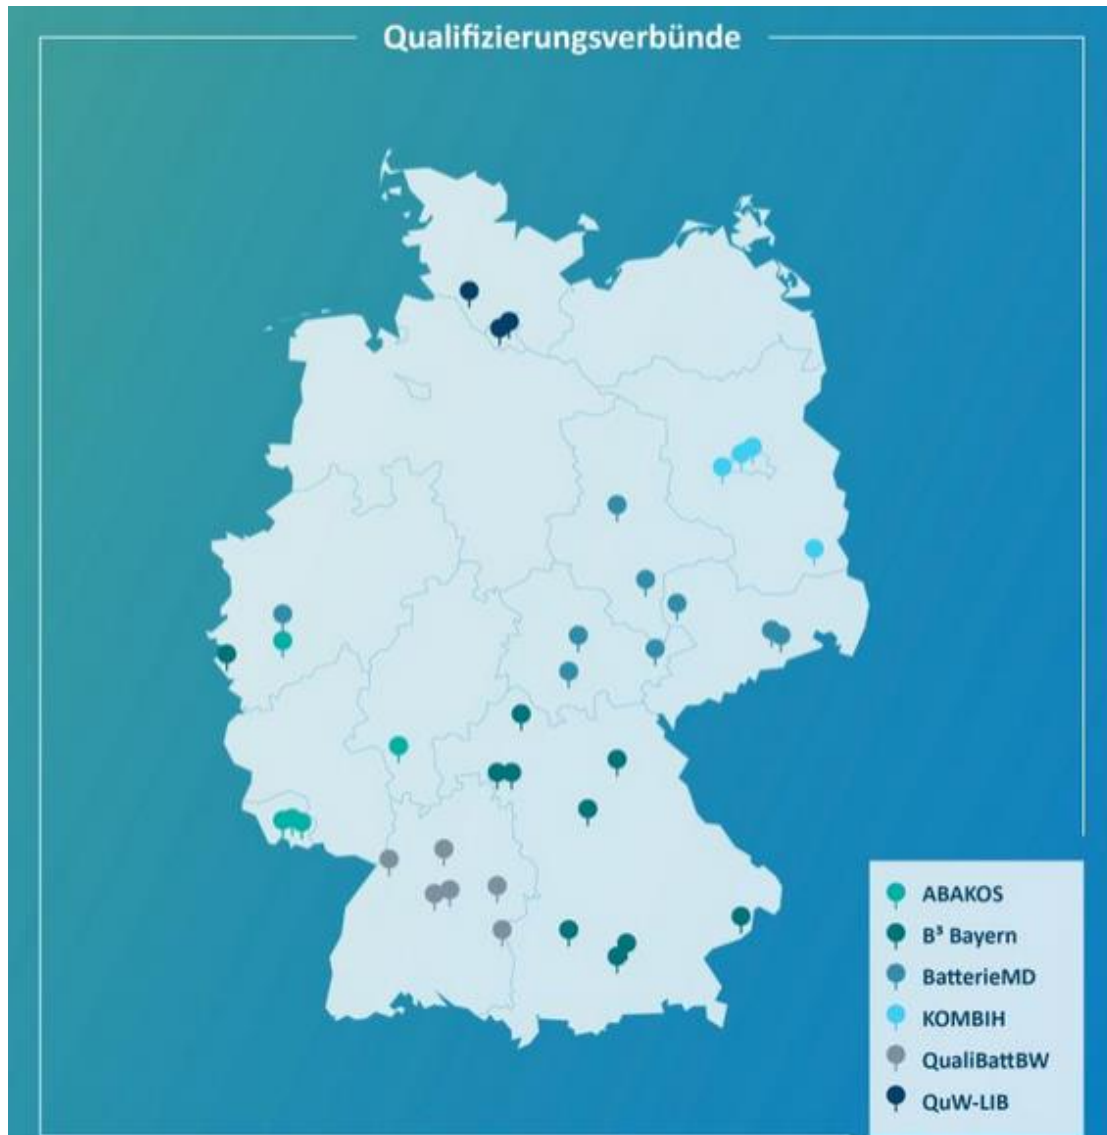 Qualifizierungsverbünde
ABAKOS
B³ Bayern
BatterieMD
KOMBIH
QualiBattBW
QuW-LIB